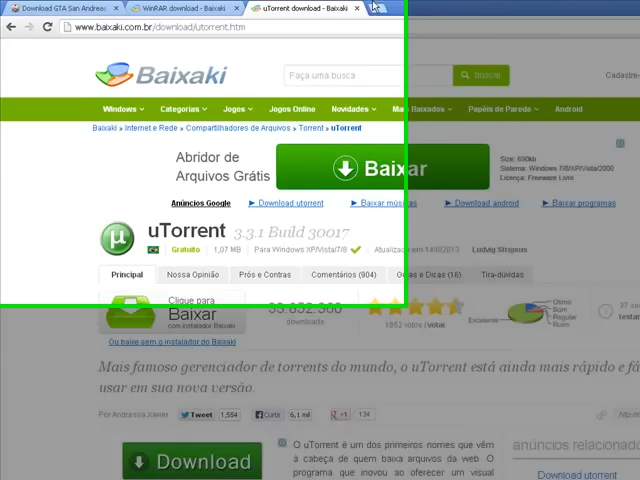 Download GTA San Andreas
WinRAR download - Baixaki
uTorrent download - Baixaki
www.baixaki.com.br/download/utorrent.htm
Baixaki
Faça uma busca
Buscar
Cadastre-
Windows
Categorias
Jogos
Jogos Online
Novidades
Mais Baixados
Papéis de Parede
Android
Baixaki » Internet e Rede » Compartilhadores de Arquivos » Torrent » uTorrent
Abridor de
Arquivos Grátis
Baixar
Size: 690kb
Sistema: Windows 7/8/XP/Vista/2000
Licença: Freeware Livre
Anúncios Google
► Download utorrent
► Baixar músicas
► Download android
► Baixar programas
uTorrent 3.3.1 Build 30017
Gratuito
1,07 MB
Para Windows XP/Vista/7/8
Atualizado em 14/08/2013
Ludwig Strigeus
Principal
Nossa Opinião
Prós e Contras
Comentários (904)
Guias e Dicas (16)
Tira-dúvidas
Clique para
Baixar
com instalador Baixaki
downloads
1852 votos | votar
Excelente
Ótimo
Bom
Regular
Ruim
37 se
testar
Ou baixe sem o instalador do Baixaki
Mais famoso gerenciador de torrents do mundo, o uTorrent está ainda mais rápido e fá
usar em sua nova versão.
Por Andressa Xavier
Tweet
1,554
Curtir
6,1 mil
+1
134
Download
O uTorrent é um dos primeiros nomes que vêm
à cabeça de quem baixa arquivos da web. O
programa que inovou ao oferecer um visual
anúncios relacionado
Download utorrent